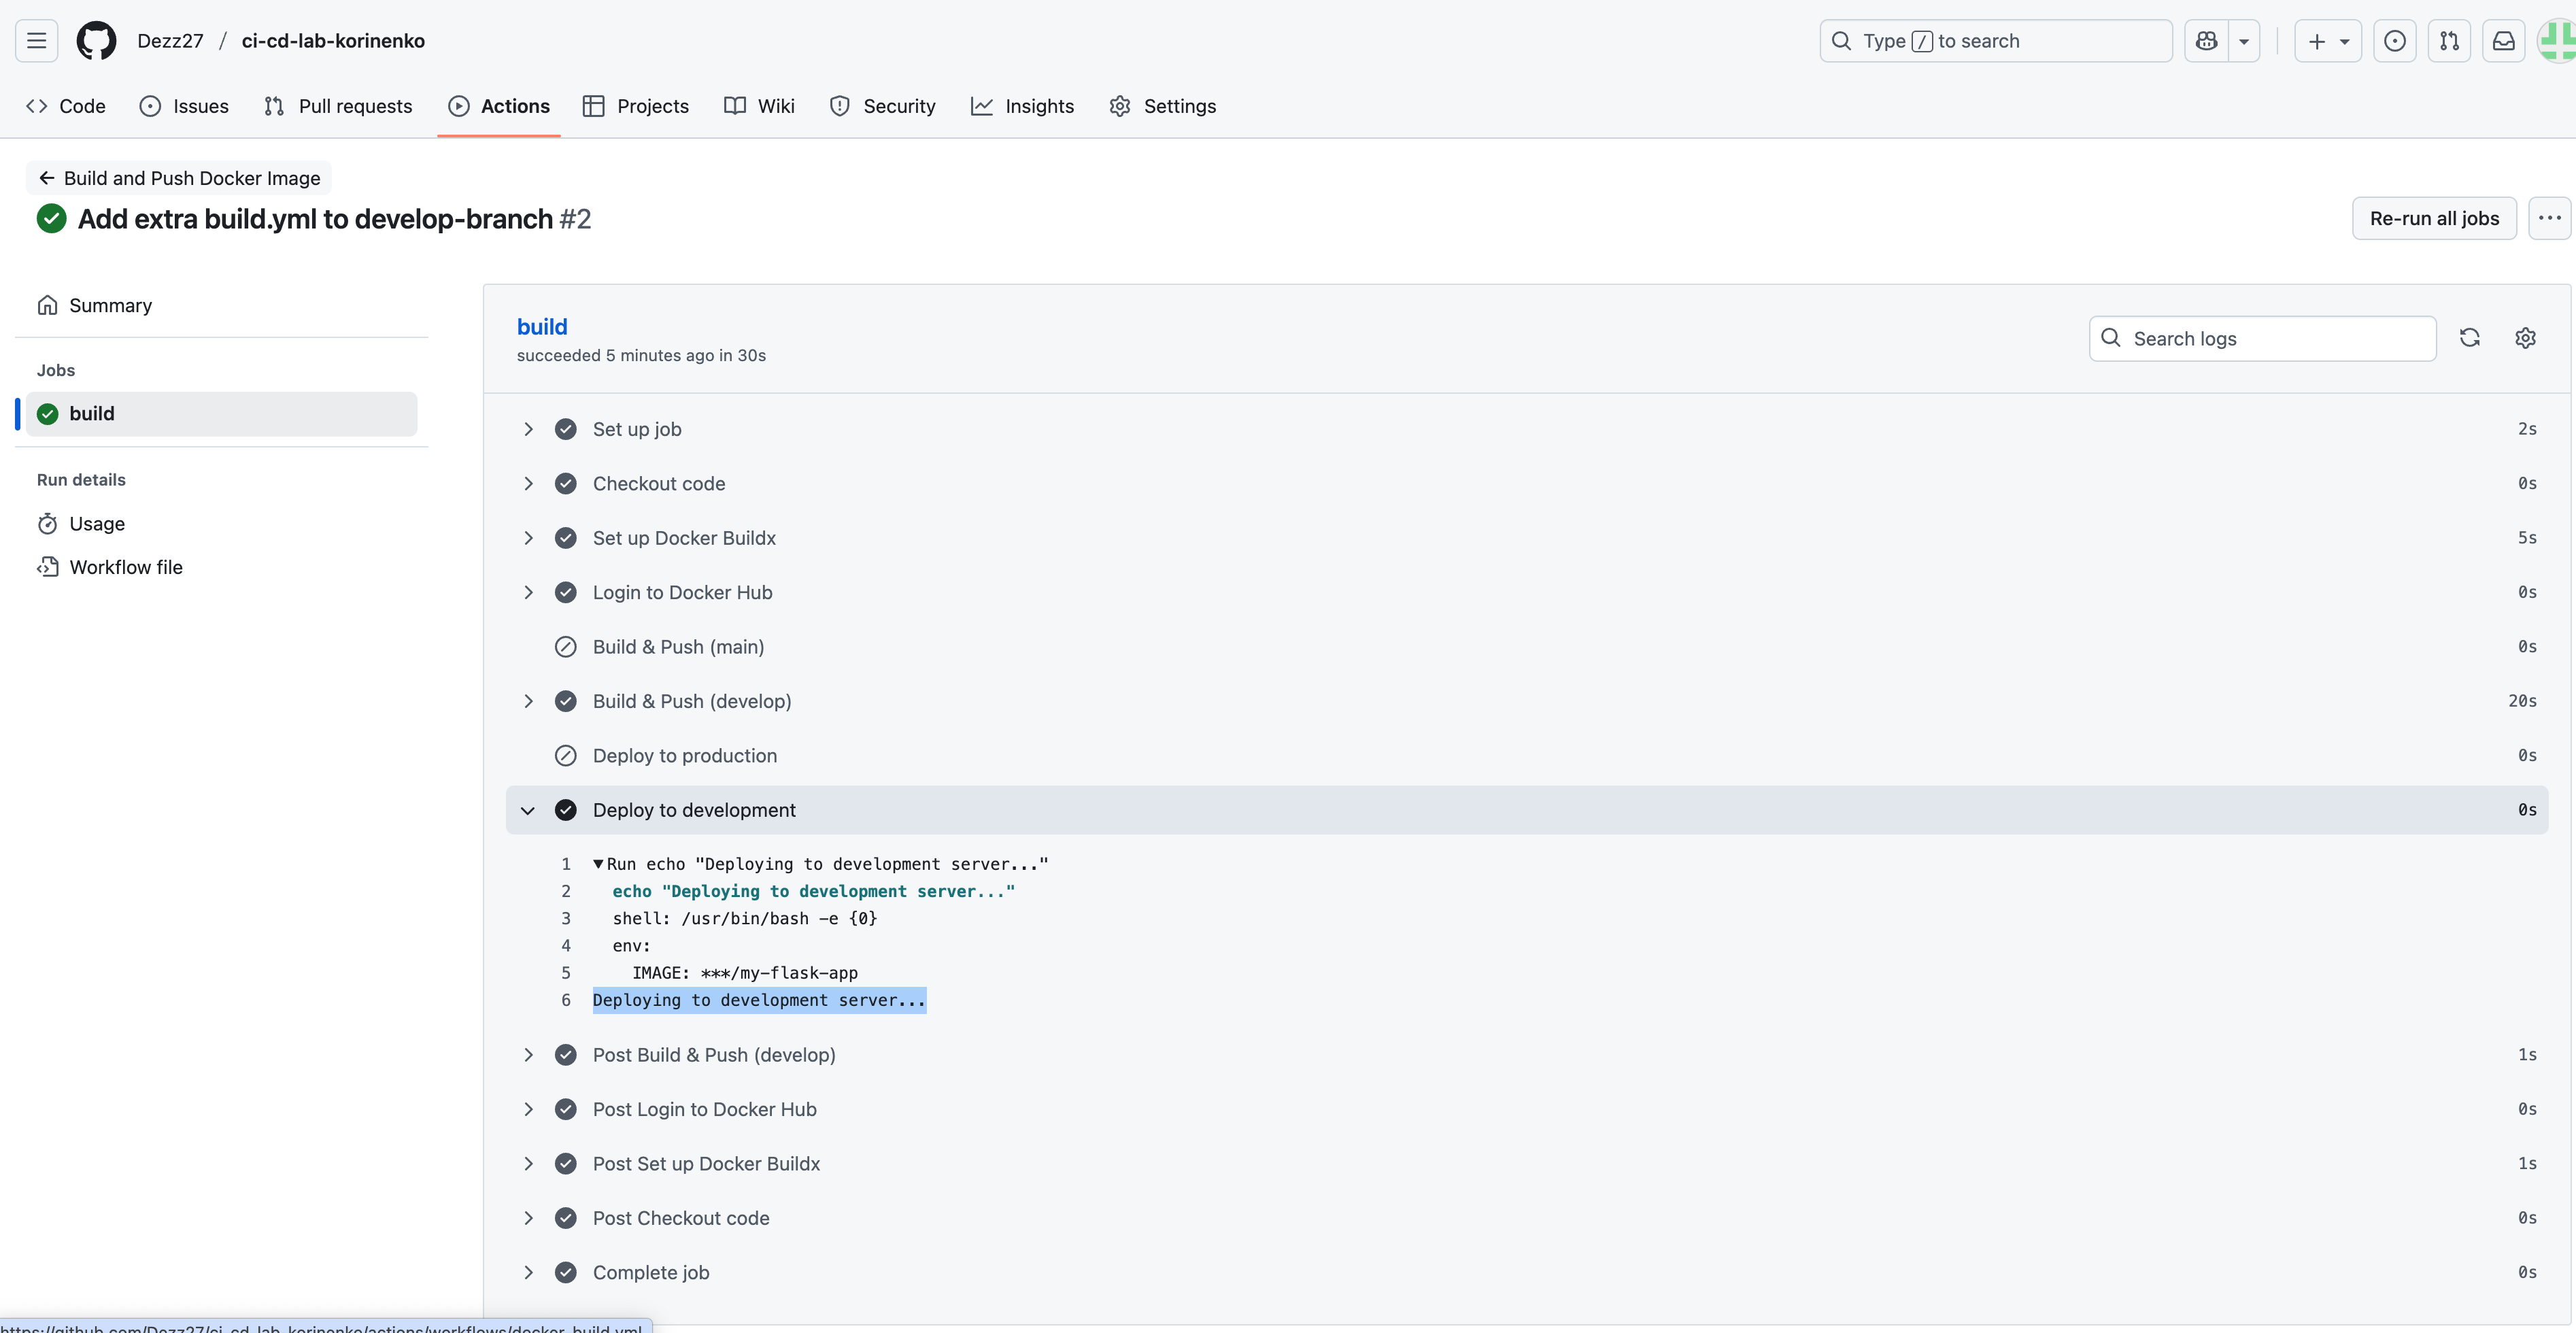 Dezz27 / ci-cd-lab-korinenko
Type / to search
Code Issues Pull requests Actions Projects Wiki Security Insights Settings
Build and Push Docker Image
Add extra build.yml to develop-branch #2
Re-run all jobs
Summary
Jobs
build
Run details
Usage
Workflow file
build
succeeded 5 minutes ago in 30s
Search logs
Set up job 2s
Checkout code 0s
Set up Docker Buildx 5s
Login to Docker Hub 0s
Build & Push (main) 0s
Build & Push (develop) 20s
Deploy to production 0s
Deploy to development 0s
1 ▼Run echo "Deploying to development server..."
2 echo "Deploying to development server..."
3 shell: /usr/bin/bash -e {0}
4 env:
5 IMAGE: ***/my-flask-app
6 Deploying to development server...
Post Build & Push (develop) 1s
Post Login to Docker Hub 0s
Post Set up Docker Buildx 1s
Post Checkout code 0s
Complete job 0s
https://github.com/Dezz27/ci-cd-lab-korinenko/actions/workflows/docker-build.yml